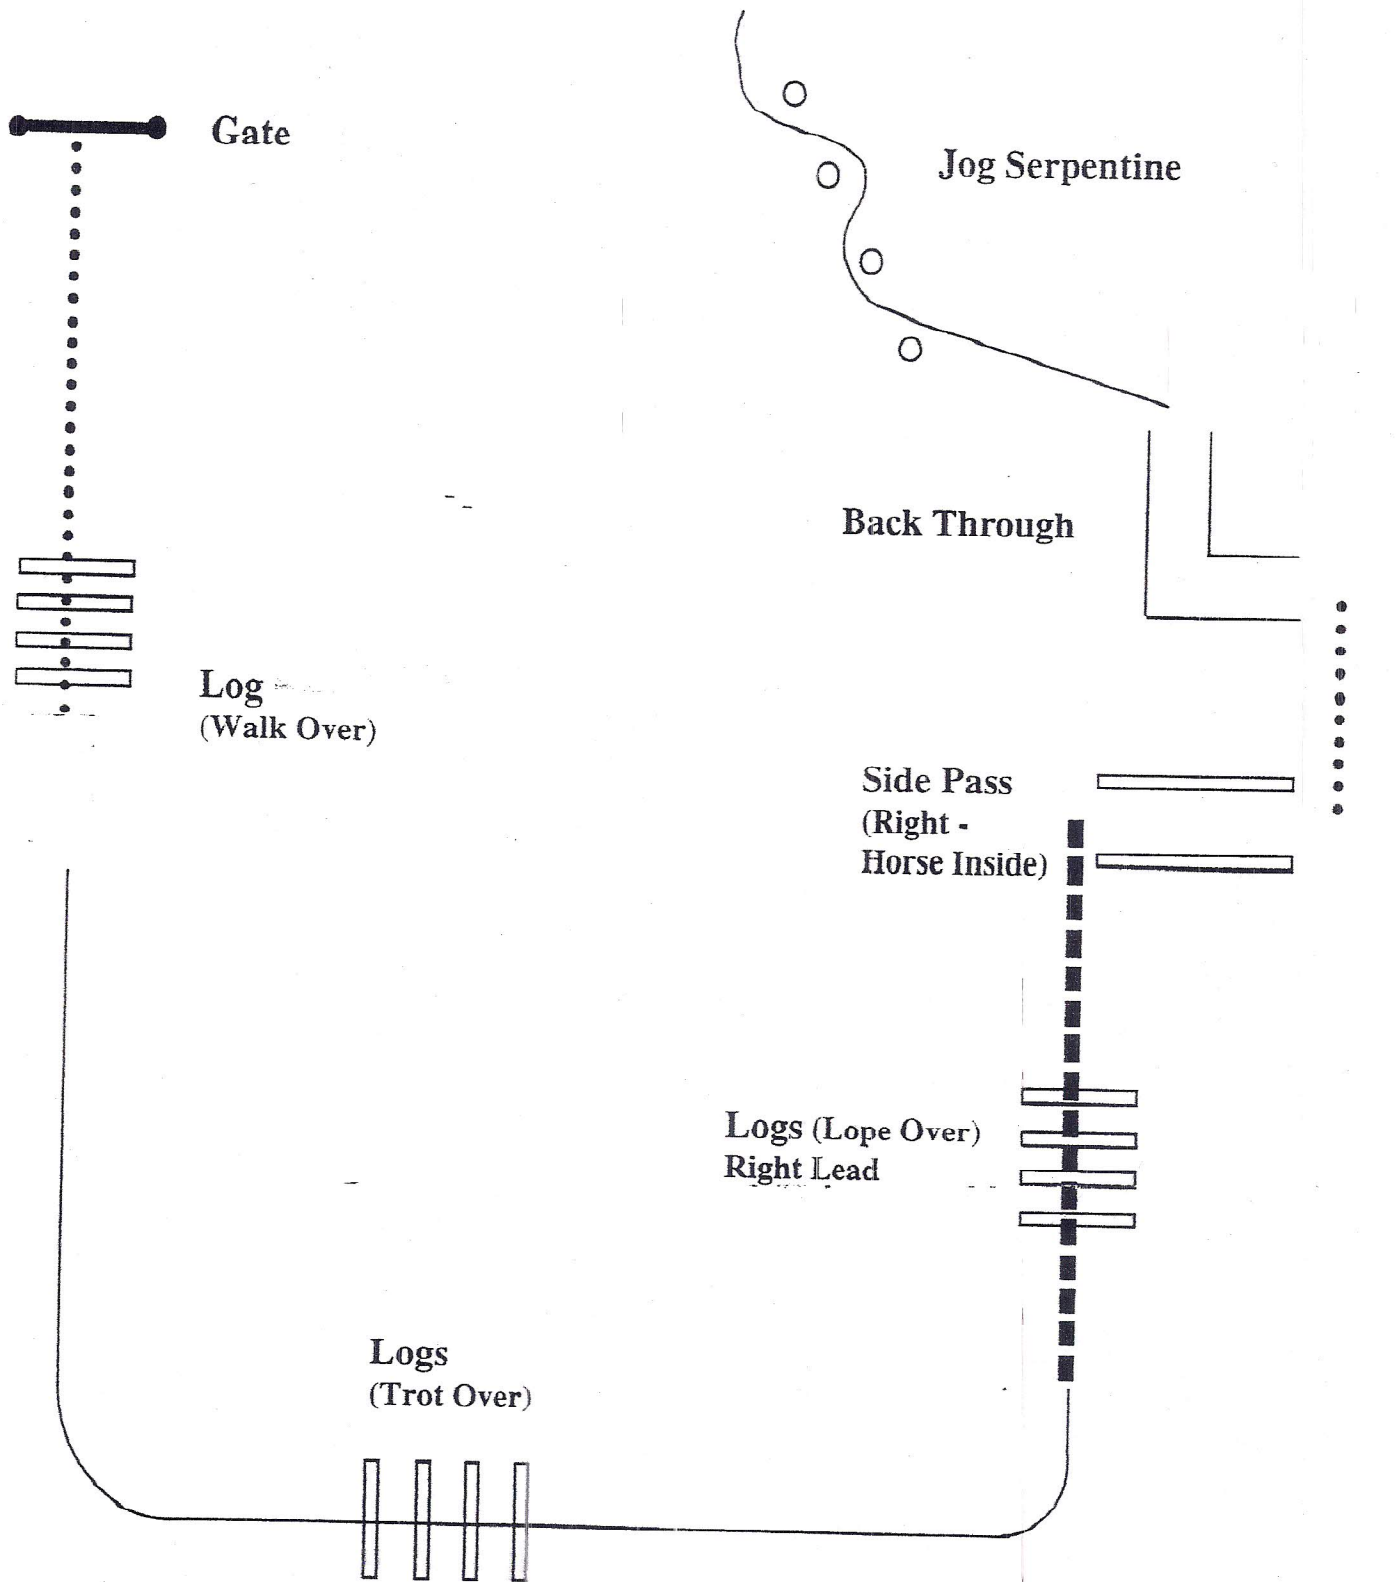 Gate
Jog Serpentine
Back Through
Log
(Walk Over)
Side Pass
(Right -
Horse Inside)
Logs (Lope Over)
Right Lead
Logs
(Trot Over)